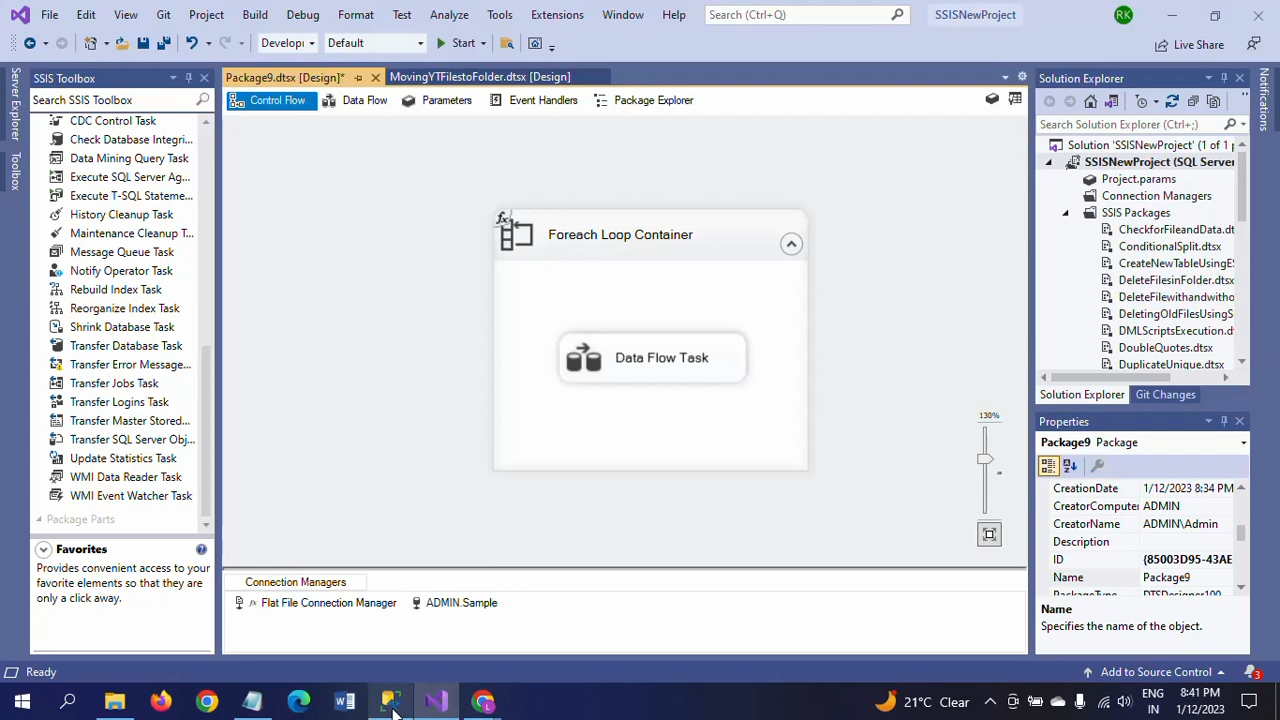 File Edit View Git Project Build Debug Format Test Analyze Tools Extensions Window Help Search (Ctrl+Q) SSISNewProject RK
Developr Default Start Live Share
Server Explorer
Toolbox
SSIS Toolbox
Search SSIS Toolbox
CDC Control Task
Check Database Integri...
Data Mining Query Task
Execute SQL Server Ag...
Execute T-SQL Stateme...
History Cleanup Task
Maintenance Cleanup T...
Message Queue Task
Notify Operator Task
Rebuild Index Task
Reorganize Index Task
Shrink Database Task
Transfer Database Task
Transfer Error Message...
Transfer Jobs Task
Transfer Logins Task
Transfer Master Stored...
Transfer SQL Server Obj...
Update Statistics Task
WMI Data Reader Task
WMI Event Watcher Task
Package Parts
Favorites
Provides convenient access to your
favorite elements so that they are
only a click away.
Package9.dtsx [Design]* MovingYTFilestoFolder.dtsx [Design]
Control Flow Data Flow Parameters Event Handlers Package Explorer
fx
Foreach Loop Container
Data Flow Task
130%
Connection Managers
fx Flat File Connection Manager ADMIN.Sample
Solution Explorer
Search Solution Explorer (Ctrl+;)
Solution 'SSISNewProject' (1 of 1 p
SSISNewProject (SQL Server
Project.params
Connection Managers
SSIS Packages
CheckforFileandData.dt
ConditionalSplit.dtsx
CreateNewTableUsingES
DeleteFilesinFolder.dtsx
DeleteFilewithandwitho
DeletingOldFilesUsingS
DMLScriptsExecution.d
DoubleQuotes.dtsx
DuplicateUnique.dtsx
Solution Explorer Git Changes
Properties
Package9 Package
CreationDate 1/12/2023 8:34 PM
CreatorComputer ADMIN
CreatorName ADMIN\Admin
Description
ID {85003D95-43AE
Name Package9
PackageType DTSDesigner100
Name
Specifies the name of the object.
Notifications
Ready Add to Source Control 3
21°C Clear ENG IN 8:41 PM 1/12/2023